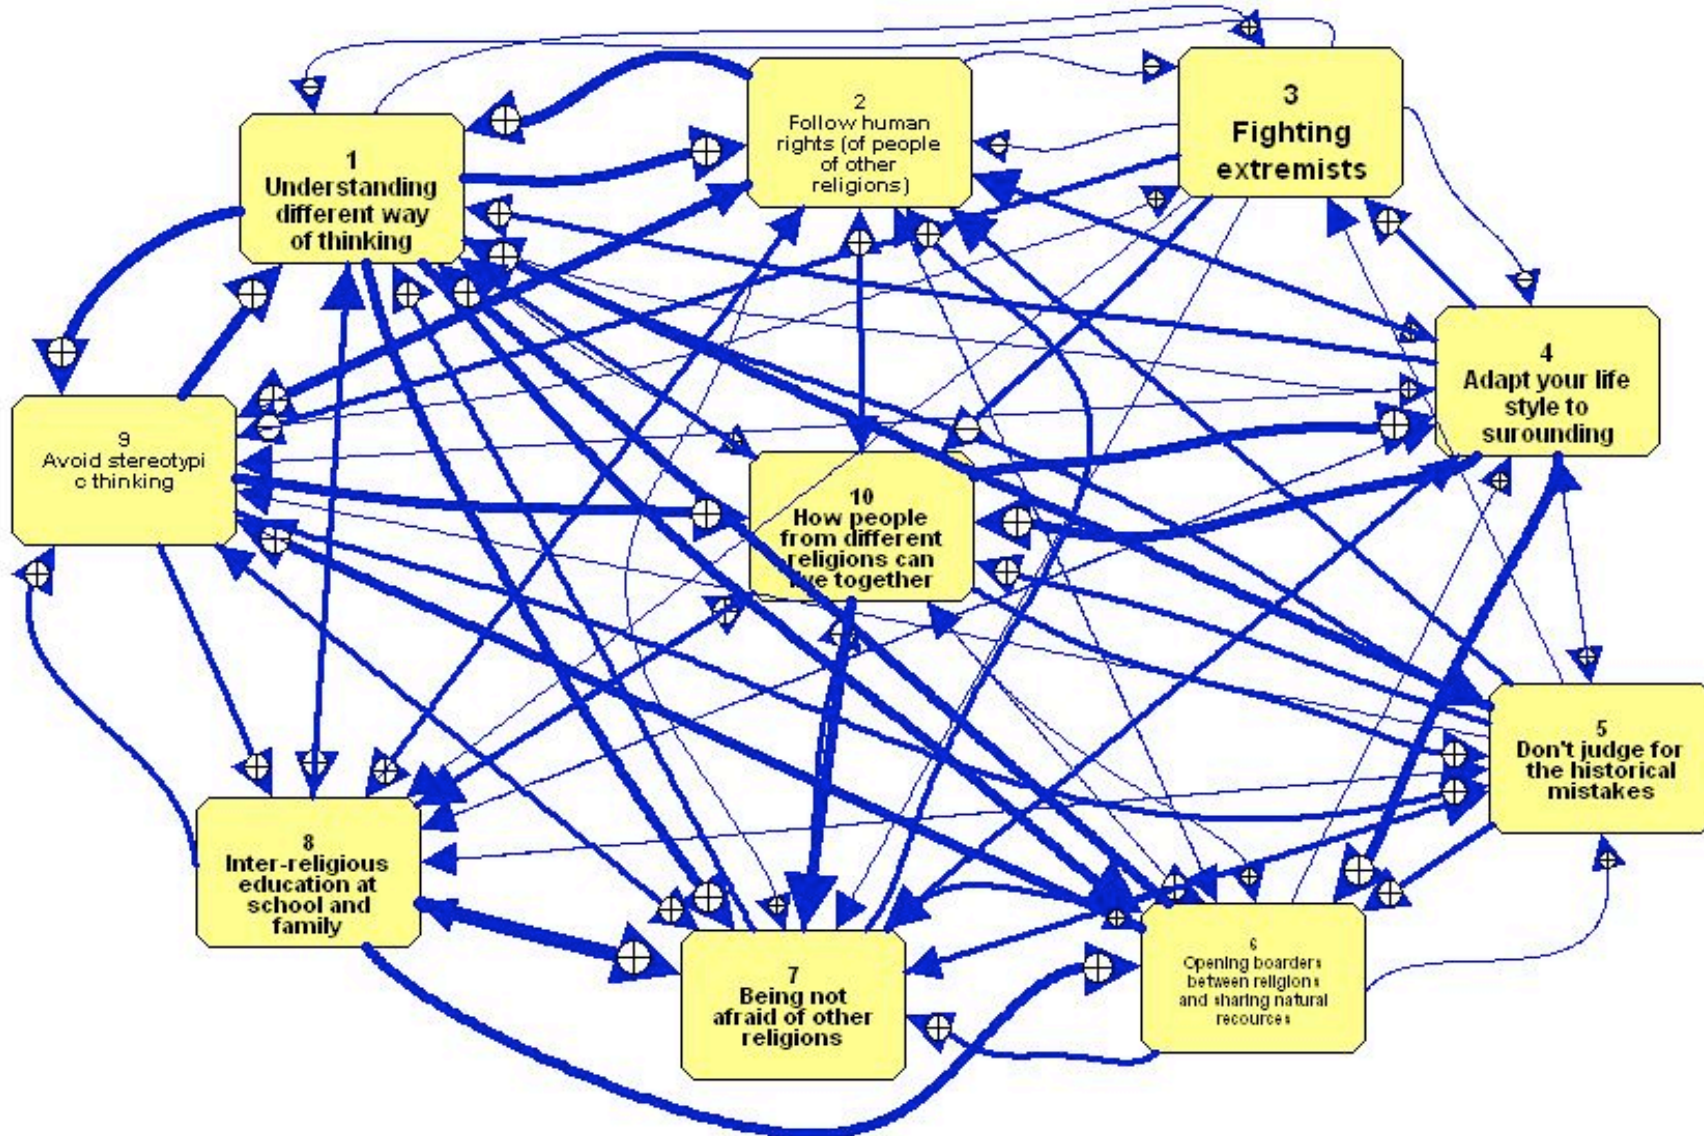 1
Understanding
different way
of thinking
2
Follow human
rights (of people
of other
religions)
3
Fighting
extremists
4
Adapt your life
style to
surounding
9
Avoid stereotypi
c thinking
10
How people
from different
religions can
live together
5
Don't judge for
the historical
mistakes
8
Inter-religious
education at
school and
family
7
Being not
afraid of other
religions
6
Opening boarders
between religions
and sharing natural
recources